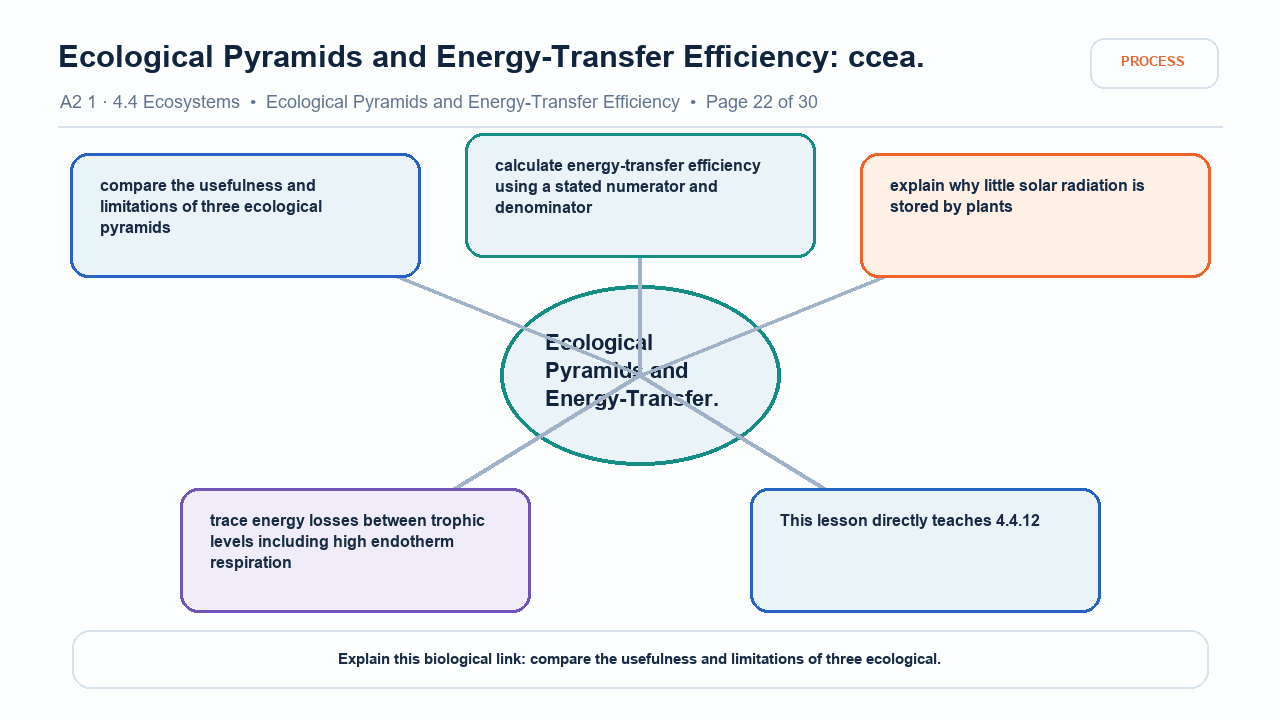 Ecological Pyramids and Energy-Transfer Efficiency: ccea.
PROCESS
A2 1 · 4.4 Ecosystems • Ecological Pyramids and Energy-Transfer Efficiency • Page 22 of 30
compare the usefulness and
limitations of three ecological
pyramids
calculate energy-transfer efficiency
using a stated numerator and
denominator
explain why little solar radiation is
stored by plants
Ecological
Pyramids and
Energy-Transfer.
trace energy losses between trophic
levels including high endotherm
respiration
This lesson directly teaches 4.4.12
Explain this biological link: compare the usefulness and limitations of three ecological.